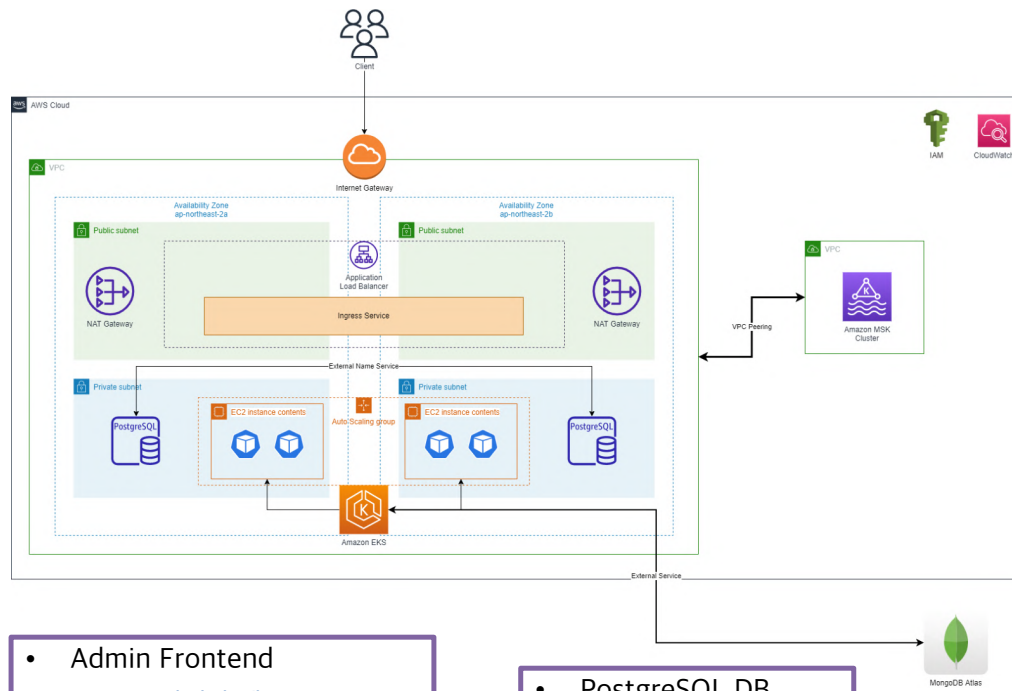 Client
aws AWS Cloud
IAM
CloudWatch
VPC
Internet Gateway
Availability Zone
ap-northeast-2a
Availability Zone
ap-northeast-2b
Public subnet
Public subnet
Application
Load Balancer
Ingress Service
NAT Gateway
NAT Gateway
VPC
K
Amazon MSK
Cluster
VPC Peering
External Name Service
Private subnet
Private subnet
PostgreSQL
EC2 instance contents
Auto Scaling group
EC2 instance contents
PostgreSQL
K
Amazon EKS
External Service
MongoDB Atlas
• Admin Frontend
• PostgreSQL DB